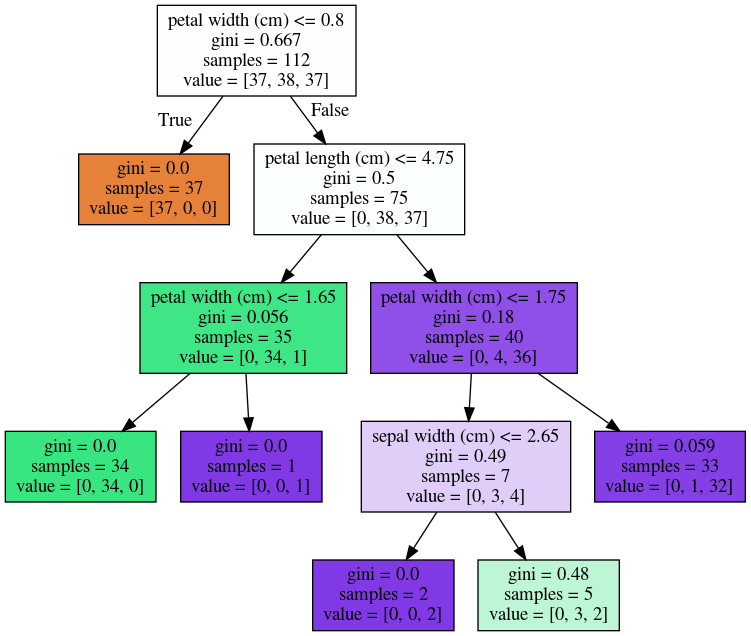 petal width (cm) <= 0.8
gini = 0.667
samples = 112
value = [37, 38, 37]
True
False
gini = 0.0
samples = 37
value = [37, 0, 0]
petal length (cm) <= 4.75
gini = 0.5
samples = 75
value = [0, 38, 37]
petal width (cm) <= 1.65
gini = 0.056
samples = 35
value = [0, 34, 1]
petal width (cm) <= 1.75
gini = 0.18
samples = 40
value = [0, 4, 36]
gini = 0.0
samples = 34
value = [0, 34, 0]
gini = 0.0
samples = 1
value = [0, 0, 1]
sepal width (cm) <= 2.65
gini = 0.49
samples = 7
value = [0, 3, 4]
gini = 0.059
samples = 33
value = [0, 1, 32]
gini = 0.0
samples = 2
value = [0, 0, 2]
gini = 0.48
samples = 5
value = [0, 3, 2]